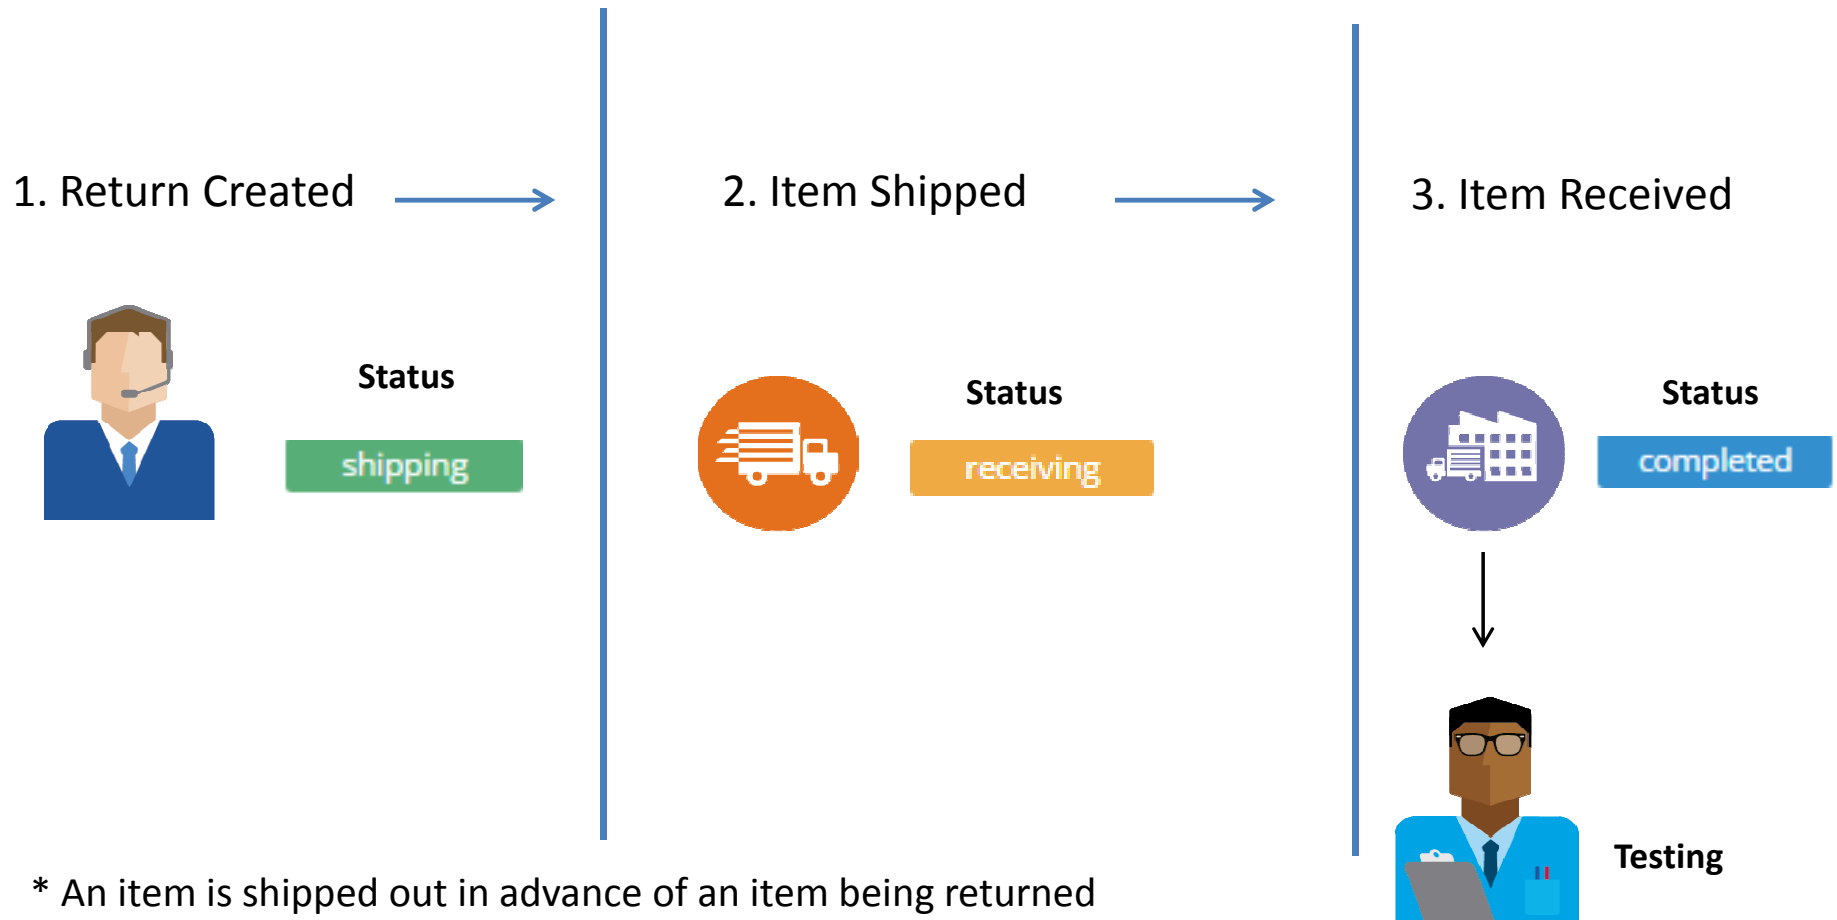 1. Return Created
2. Item Shipped
3. Item Received
Status
shipping
Status
receiving
Status
completed
Testing
* An item is shipped out in advance of an item being returned